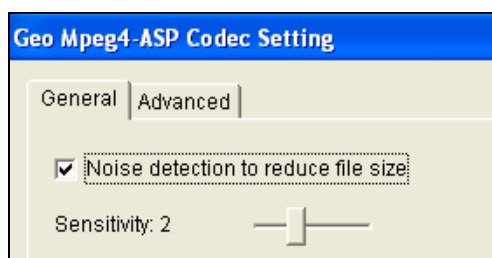 Geo Mpeg4-ASP Codec Setting
General Advanced
Noise detection to reduce file size
Sensitivity: 2